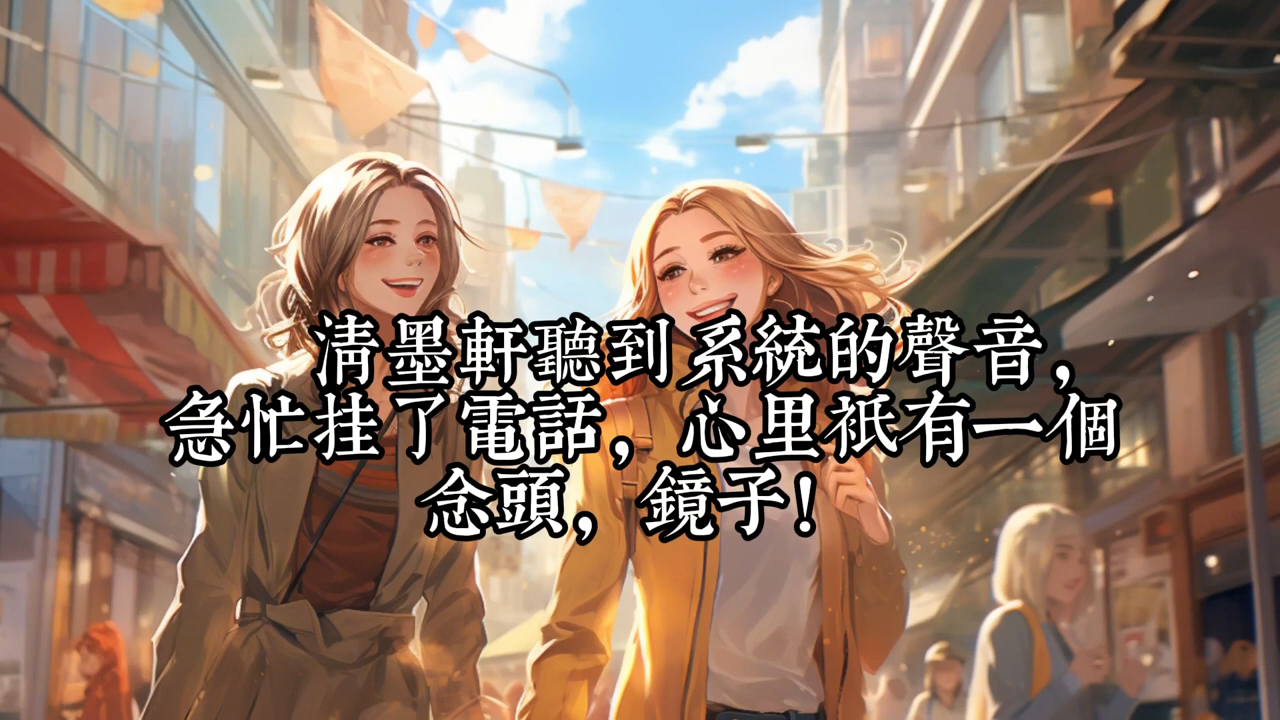 清墨軒聽到系統的聲音，
急忙挂了電話，心里衹有一個
念頭，鏡子！